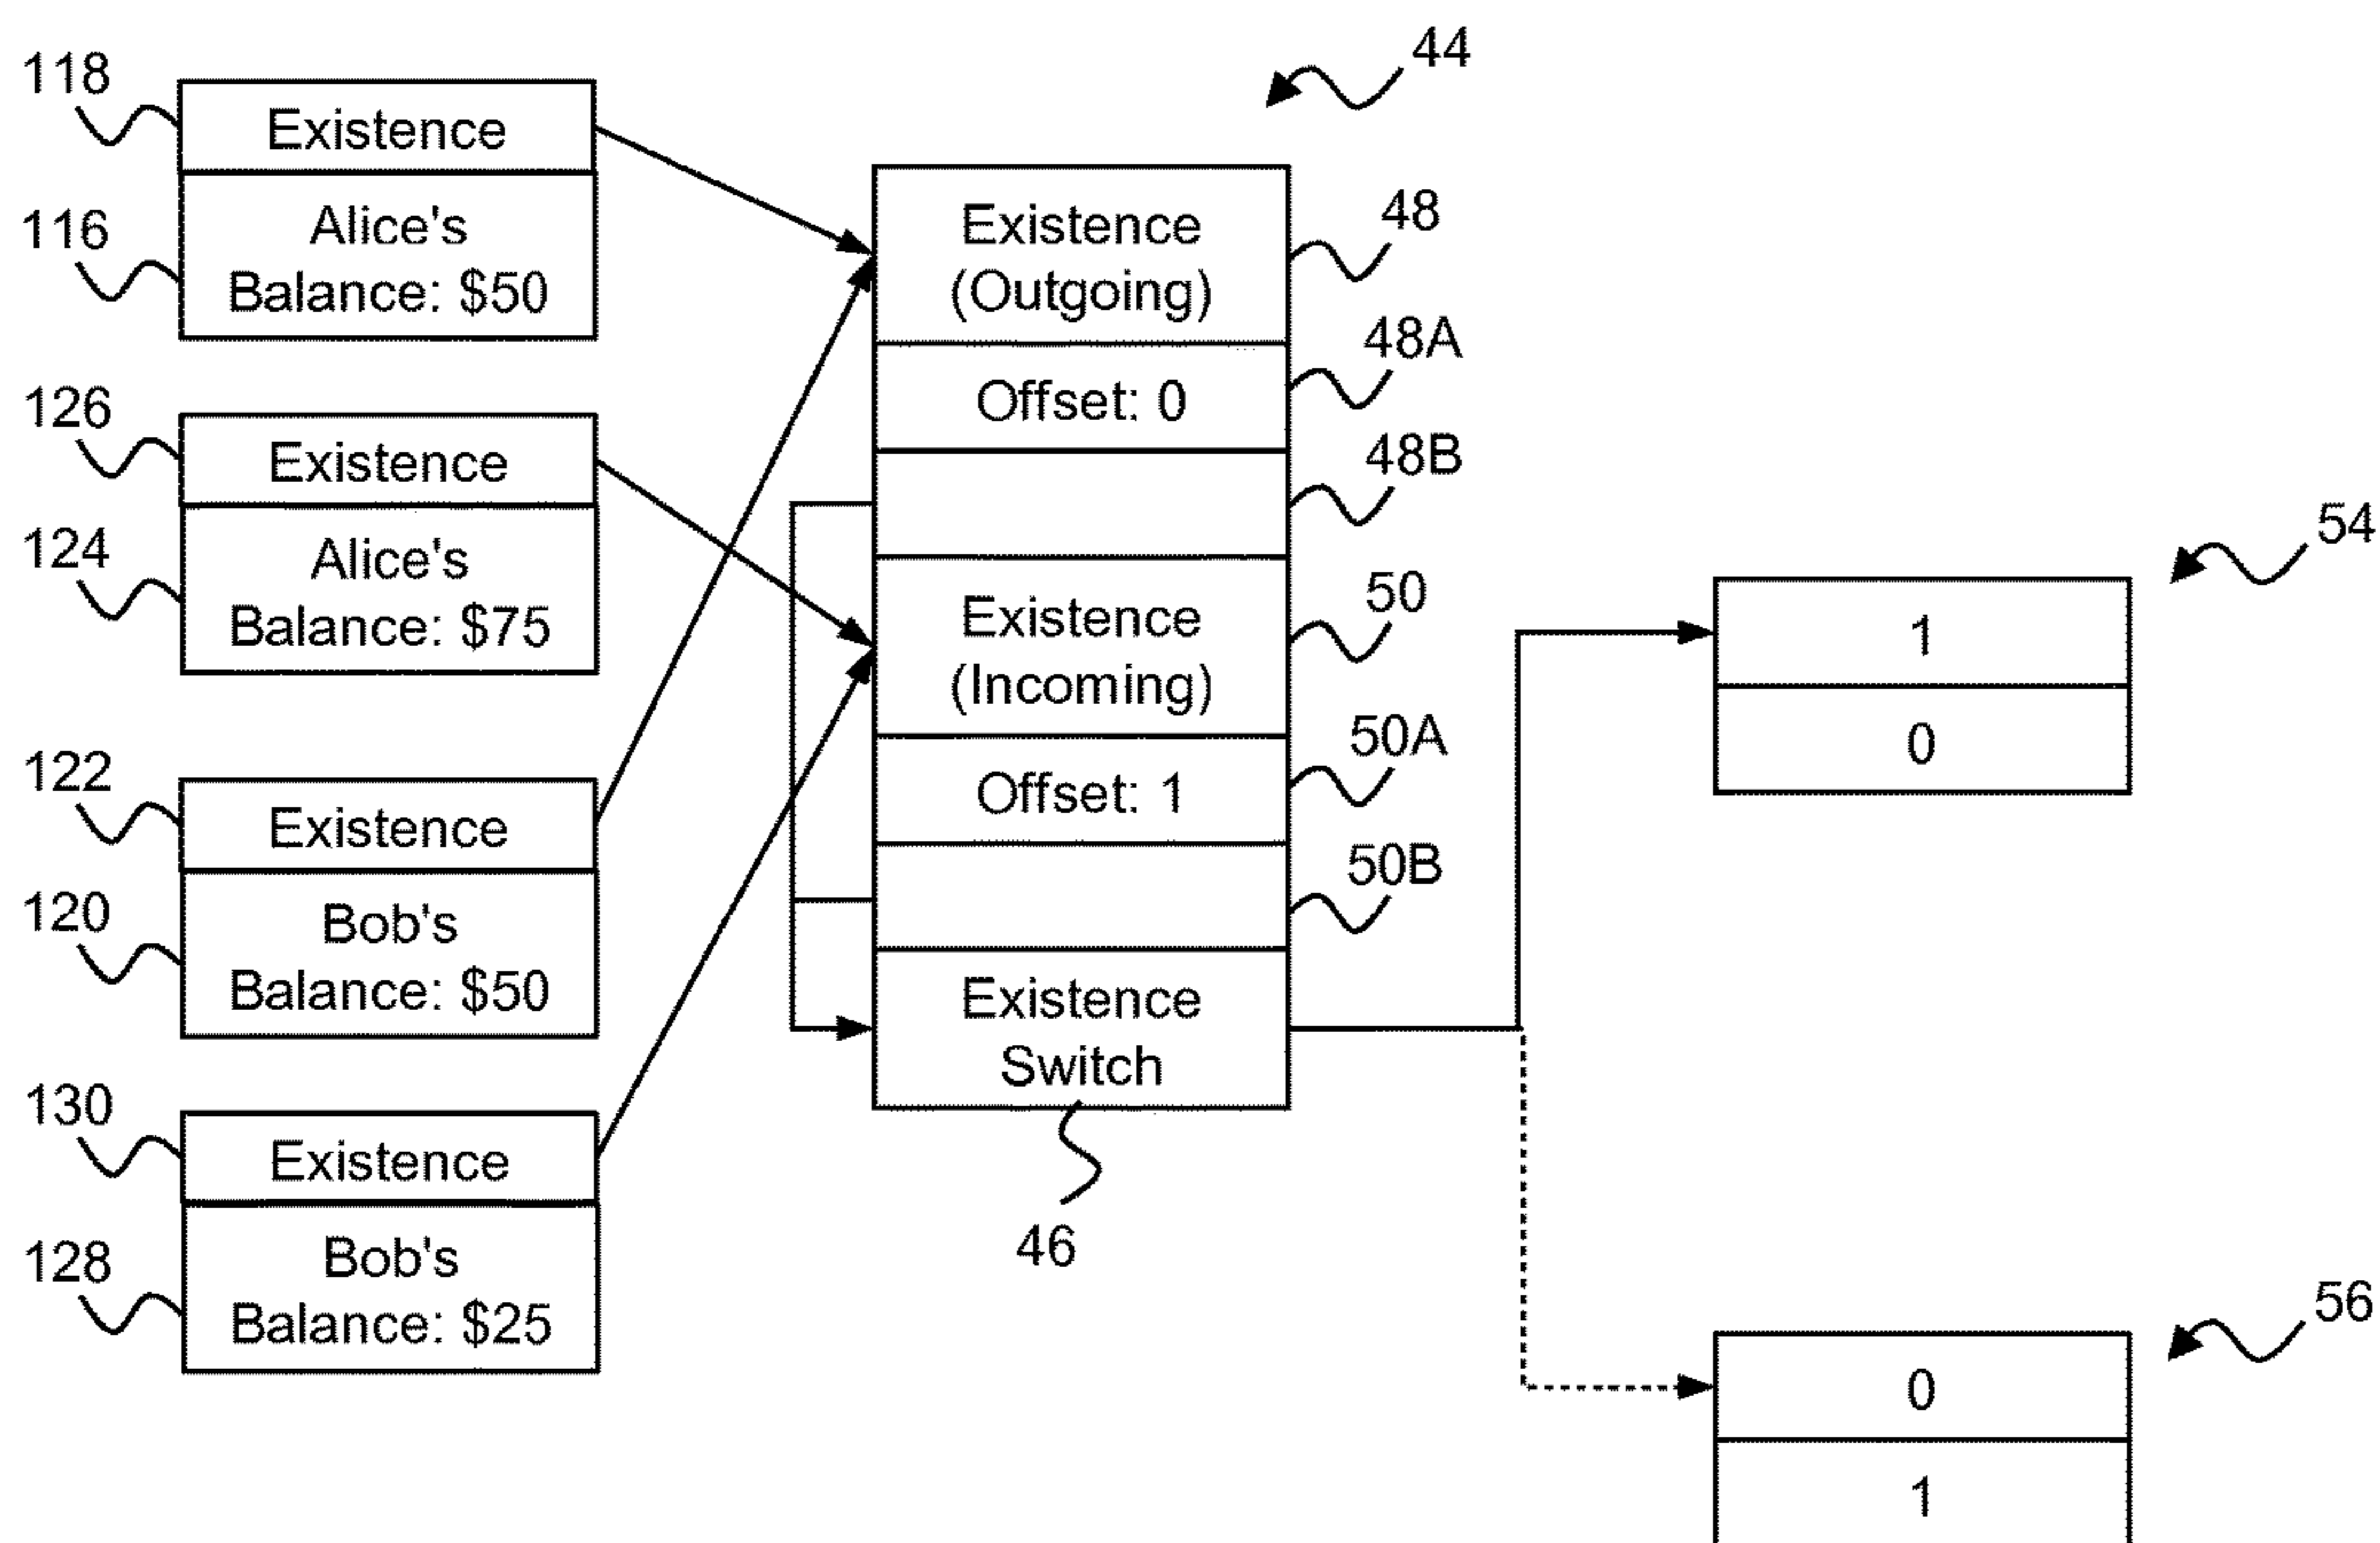 44
118
Existence
116
Alice's
Balance: $50
126
Existence
124
Alice's
Balance: $75
122
Existence
120
Bob's
Balance: $50
130
Existence
128
Bob's
Balance: $25
Existence
(Outgoing)
48
Offset: 0
48A
48B
Existence
(Incoming)
50
Offset: 1
50A
50B
Existence
Switch
46
54
1
0
56
0
1